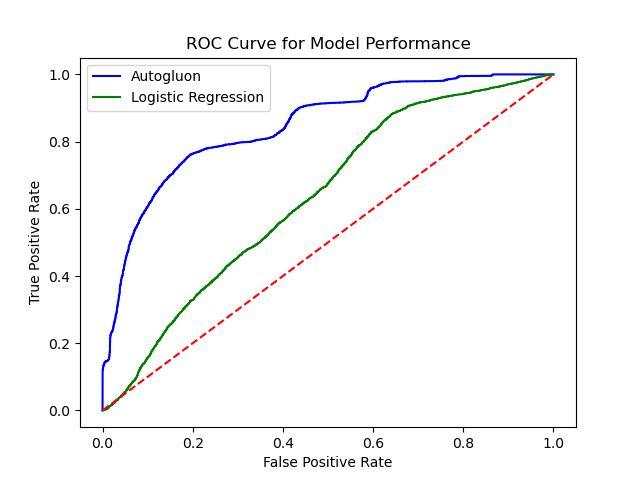 ROC Curve for Model Performance
Autogluon
Logistic Regression
1.0
0.8
0.6
0.4
0.2
0.0
True Positive Rate
0.0 0.2 0.4 0.6 0.8 1.0
False Positive Rate